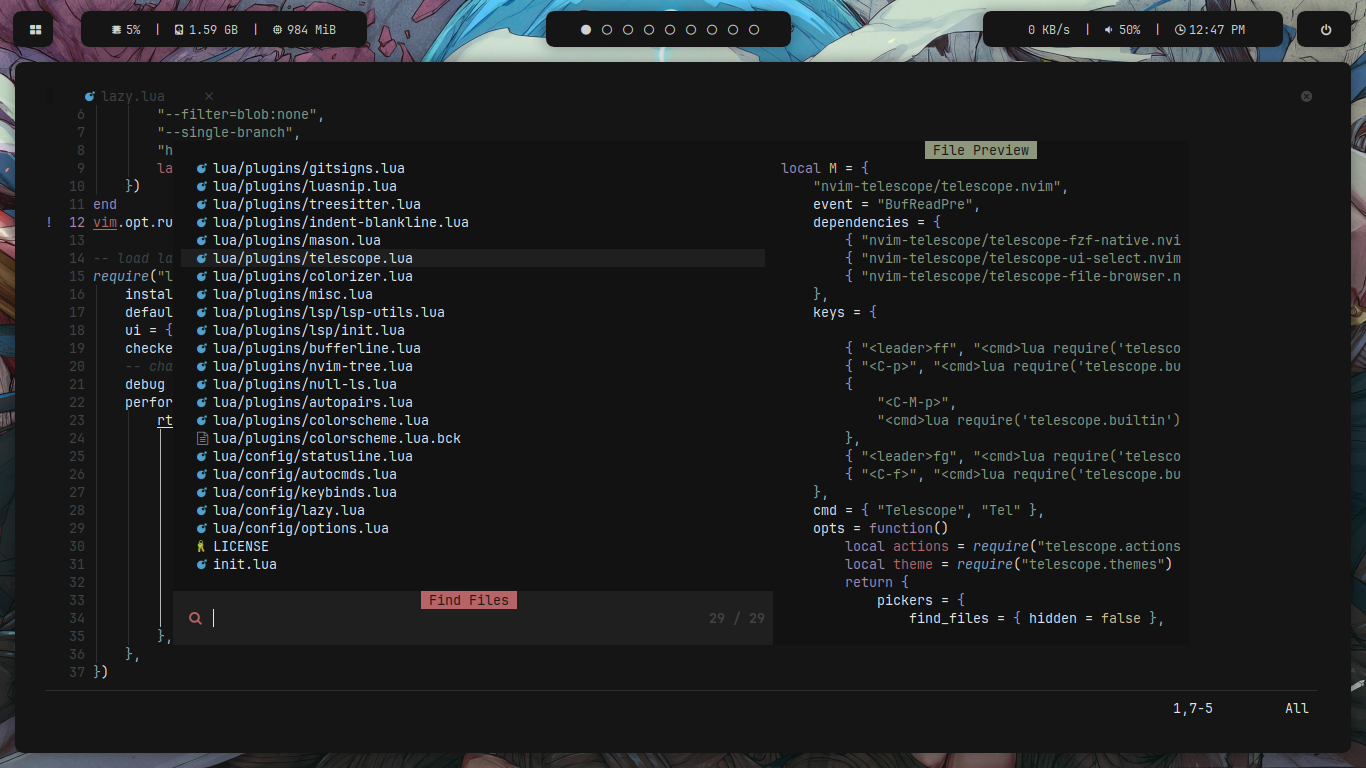 5% | 1.59 GB | 984 MiB
0 KB/s | 50% | 12:47 PM
lazy.lua ×
6 "--filter=blob:none",
7 "--single-branch",
8 "h
9 la
10 })
11 end
! 12 vim.opt.ru
13
14 -- load la
15 require("l
16 instal
17 defaul
18 ui = {
19 checke
20 -- cha
21 debug
22 perfor
23 rt
24
25
26
27
28
29
30
31
32
33
34
35 },
36 },
37 })
lua/plugins/gitsigns.lua
lua/plugins/luasnip.lua
lua/plugins/treesitter.lua
lua/plugins/indent-blankline.lua
lua/plugins/mason.lua
lua/plugins/telescope.lua
lua/plugins/colorizer.lua
lua/plugins/misc.lua
lua/plugins/lsp/lsp-utils.lua
lua/plugins/lsp/init.lua
lua/plugins/bufferline.lua
lua/plugins/nvim-tree.lua
lua/plugins/null-ls.lua
lua/plugins/autopairs.lua
lua/plugins/colorscheme.lua
lua/plugins/colorscheme.lua.bck
lua/config/statusline.lua
lua/config/autocmds.lua
lua/config/keybinds.lua
lua/config/lazy.lua
lua/config/options.lua
LICENSE
init.lua
Find Files
29 / 29
File Preview
local M = {
"nvim-telescope/telescope.nvim",
event = "BufReadPre",
dependencies = {
{ "nvim-telescope/telescope-fzf-native.nvi
{ "nvim-telescope/telescope-ui-select.nvim
{ "nvim-telescope/telescope-file-browser.n
},
keys = {
{ "<leader>ff", "<cmd>lua require('telesco
{ "<C-p>", "<cmd>lua require('telescope.bu
{
"<C-M-p>",
"<cmd>lua require('telescope.builtin')
},
{ "<leader>fg", "<cmd>lua require('telesco
{ "<C-f>", "<cmd>lua require('telescope.bu
},
cmd = { "Telescope", "Tel" },
opts = function()
local actions = require("telescope.actions
local theme = require("telescope.themes")
return {
pickers = {
find_files = { hidden = false },
1,7-5 All